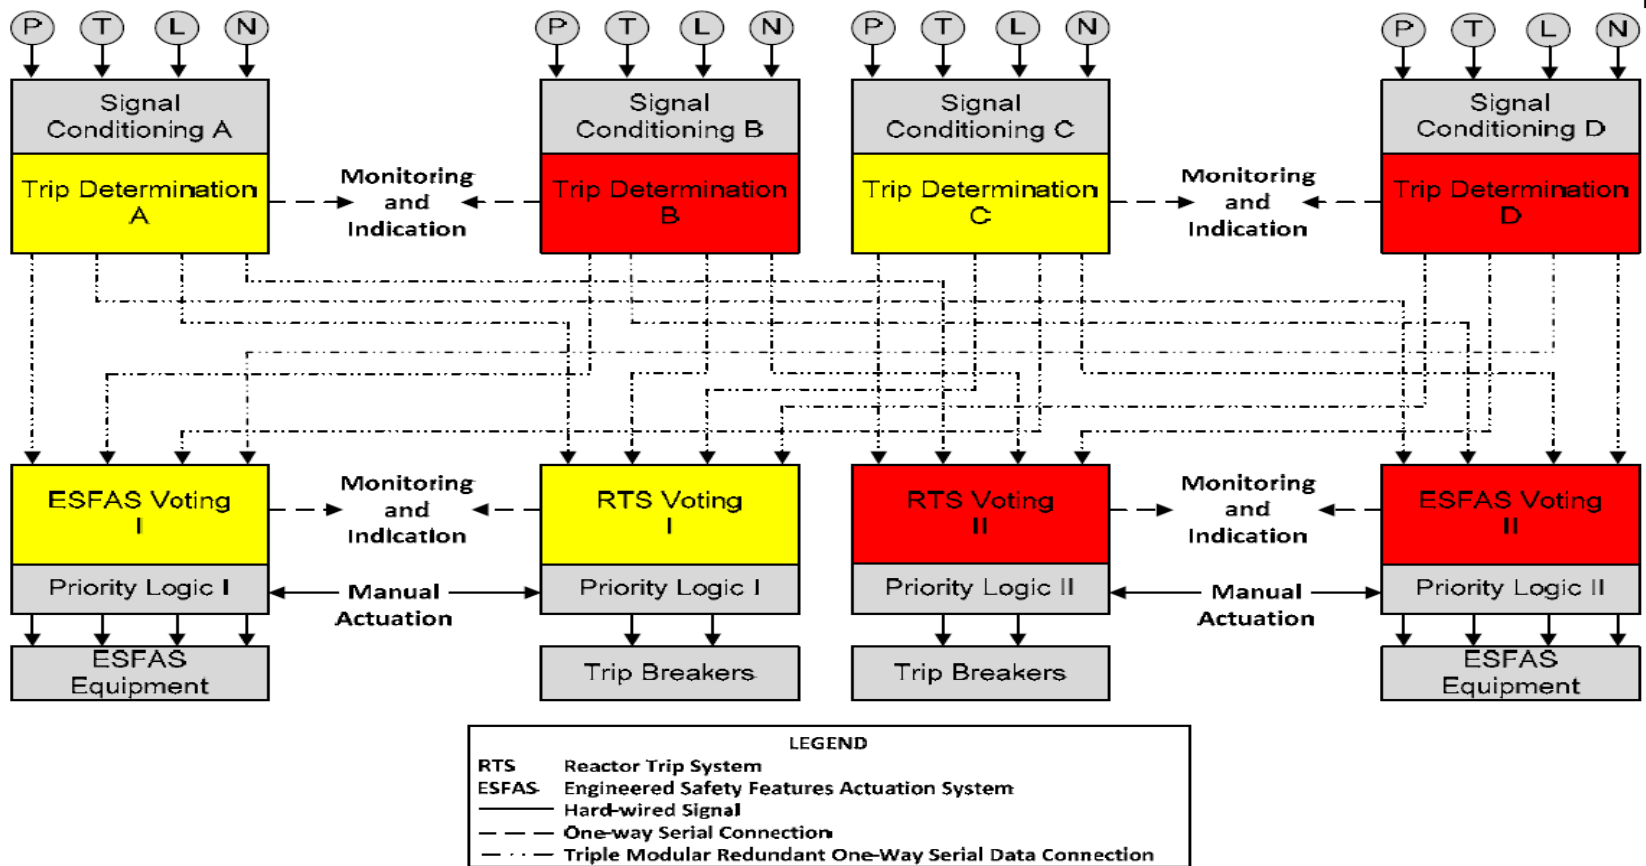 P T L N P T L N P T L N P T L N
Signal
Conditioning A
Signal
Conditioning B
Signal
Conditioning C
Signal
Conditioning D
Trip Determination
A
Monitoring
and
Indication
Trip Determination
B
Trip Determination
C
Monitoring
and
Indication
Trip Determination
D
ESFAS Voting
I
Monitoring
and
Indication
RTS Voting
I
RTS Voting
II
Monitoring
and
Indication
ESFAS Voting
II
Priority Logic I
Manual
Actuation
Priority Logic I
Priority Logic II
Manual
Actuation
Priority Logic II
ESFAS
Equipment
Trip Breakers
Trip Breakers
ESFAS
Equipment
LEGEND
RTS Reactor Trip System
ESFAS Engineered Safety Features Actuation System
Hard-wired Signal
One-way Serial Connection
Triple Modular Redundant One-Way Serial Data Connection